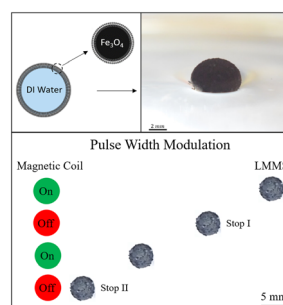 Fe3O4
DI Water
2 mm
Pulse Width Modulation
Magnetic Coil
LMMS
On
Off
Stop I
On
Off
Stop II
5 mm